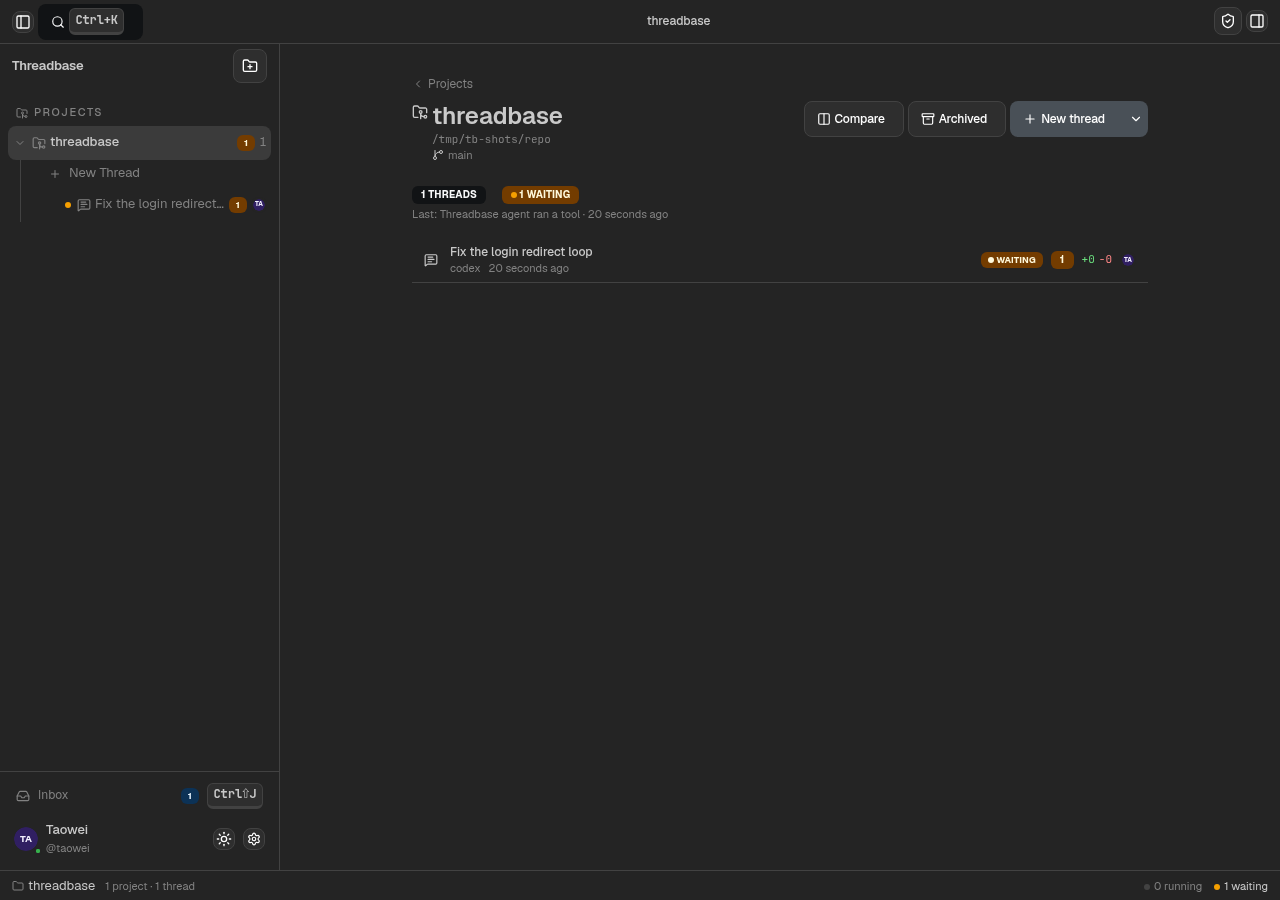 Ctrl+K
threadbase
Threadbase
PROJECTS
threadbase 1 1
New Thread
Fix the login redirect... 1 TA
Projects
threadbase
/tmp/tb-shots/repo
main
Compare
Archived
New thread
1 THREADS
1 WAITING
Last: Threadbase agent ran a tool · 20 seconds ago
Fix the login redirect loop
codex 20 seconds ago
WAITING 1 +0 -0 TA
Inbox 1 Ctrl⇧J
TA Taowei
@taowei
threadbase 1 project · 1 thread
0 running 1 waiting